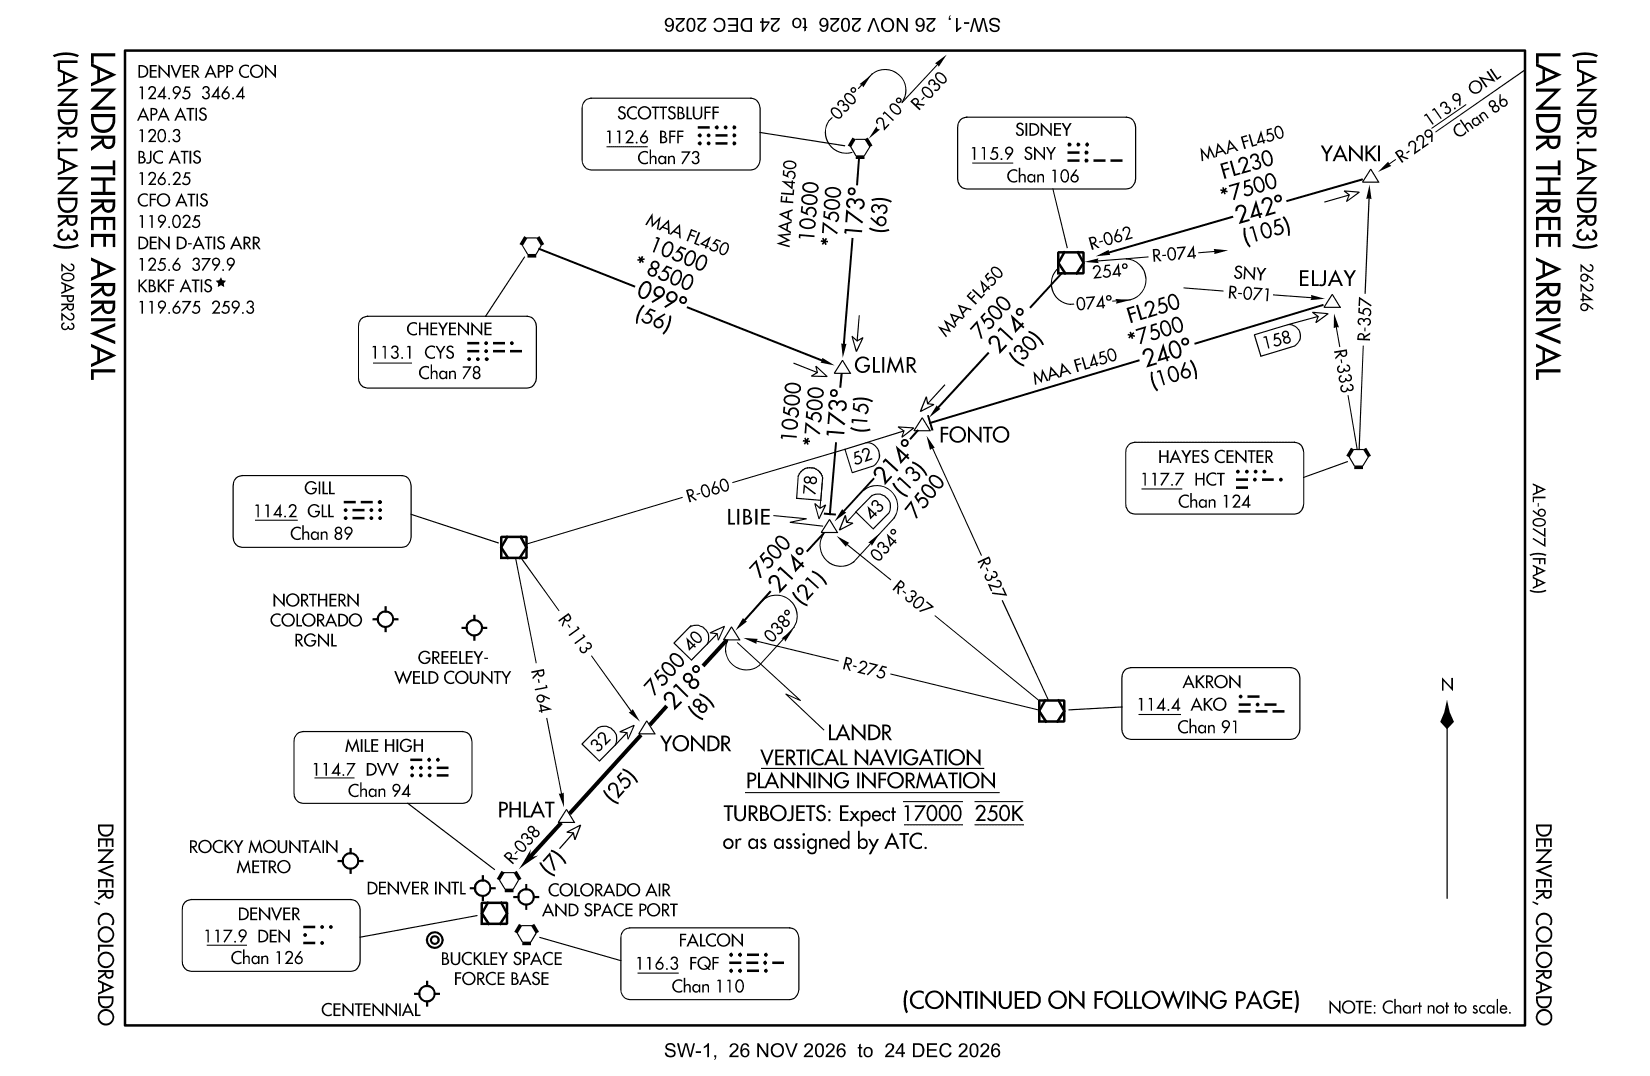 SW-1, 26 NOV 2026 to 24 DEC 2026
(LANDR.LANDR3) 20APR23
LANDR THREE ARRIVAL
DENVER, COLORADO
(LANDR.LANDR3) 26246
LANDR THREE ARRIVAL
AL-9077 (FAA)
DENVER, COLORADO
DENVER APP CON
124.95 346.4
APA ATIS
120.3
BJC ATIS
126.25
CFO ATIS
119.025
DEN D-ATIS ARR
125.6 379.9
KBKF ATIS★
119.675 259.3
SCOTTSBLUFF
112.6 BFF
Chan 73
030°
210°
R-030
SIDNEY
115.9 SNY
Chan 106
113.9 ONL
Chan 86
R-229
YANKI
MAA FL450
FL230
*7500
242°
(105)
R-062
R-074
254°
074°
SNY
R-071
ELJAY
MAA FL450
10500
*7500
173°
(63)
MAA FL450
10500
*8500
099°
(56)
CHEYENNE
113.1 CYS
Chan 78
GLIMR
MAA FL450
7500
214°
(30)
FL250
*7500
MAA FL450
240°
(106)
158
R-333
R-357
10500
*7500
173°
(15)
FONTO
HAYES CENTER
117.7 HCT
Chan 124
GILL
114.2 GLL
Chan 89
R-060
52
78
214°
(13)
7500
43
034°
LIBIE
7500
214°
(21)
R-307
R-327
NORTHERN
COLORADO
RGNL
GREELEY-
WELD COUNTY
R-113
R-164
038°
40
R-275
7500
218°
(8)
AKRON
114.4 AKO
Chan 91
N
LANDR
32
YONDR
MILE HIGH
114.7 DVV
Chan 94
VERTICAL NAVIGATION
PLANNING INFORMATION
TURBOJETS: Expect 17000 250K
or as assigned by ATC.
(25)
PHLAT
R-038
(7)
ROCKY MOUNTAIN
METRO
DENVER INTL
COLORADO AIR
AND SPACE PORT
DENVER
117.9 DEN
Chan 126
BUCKLEY SPACE
FORCE BASE
FALCON
116.3 FQF
Chan 110
CENTENNIAL
(CONTINUED ON FOLLOWING PAGE)
NOTE: Chart not to scale.
SW-1, 26 NOV 2026 to 24 DEC 2026